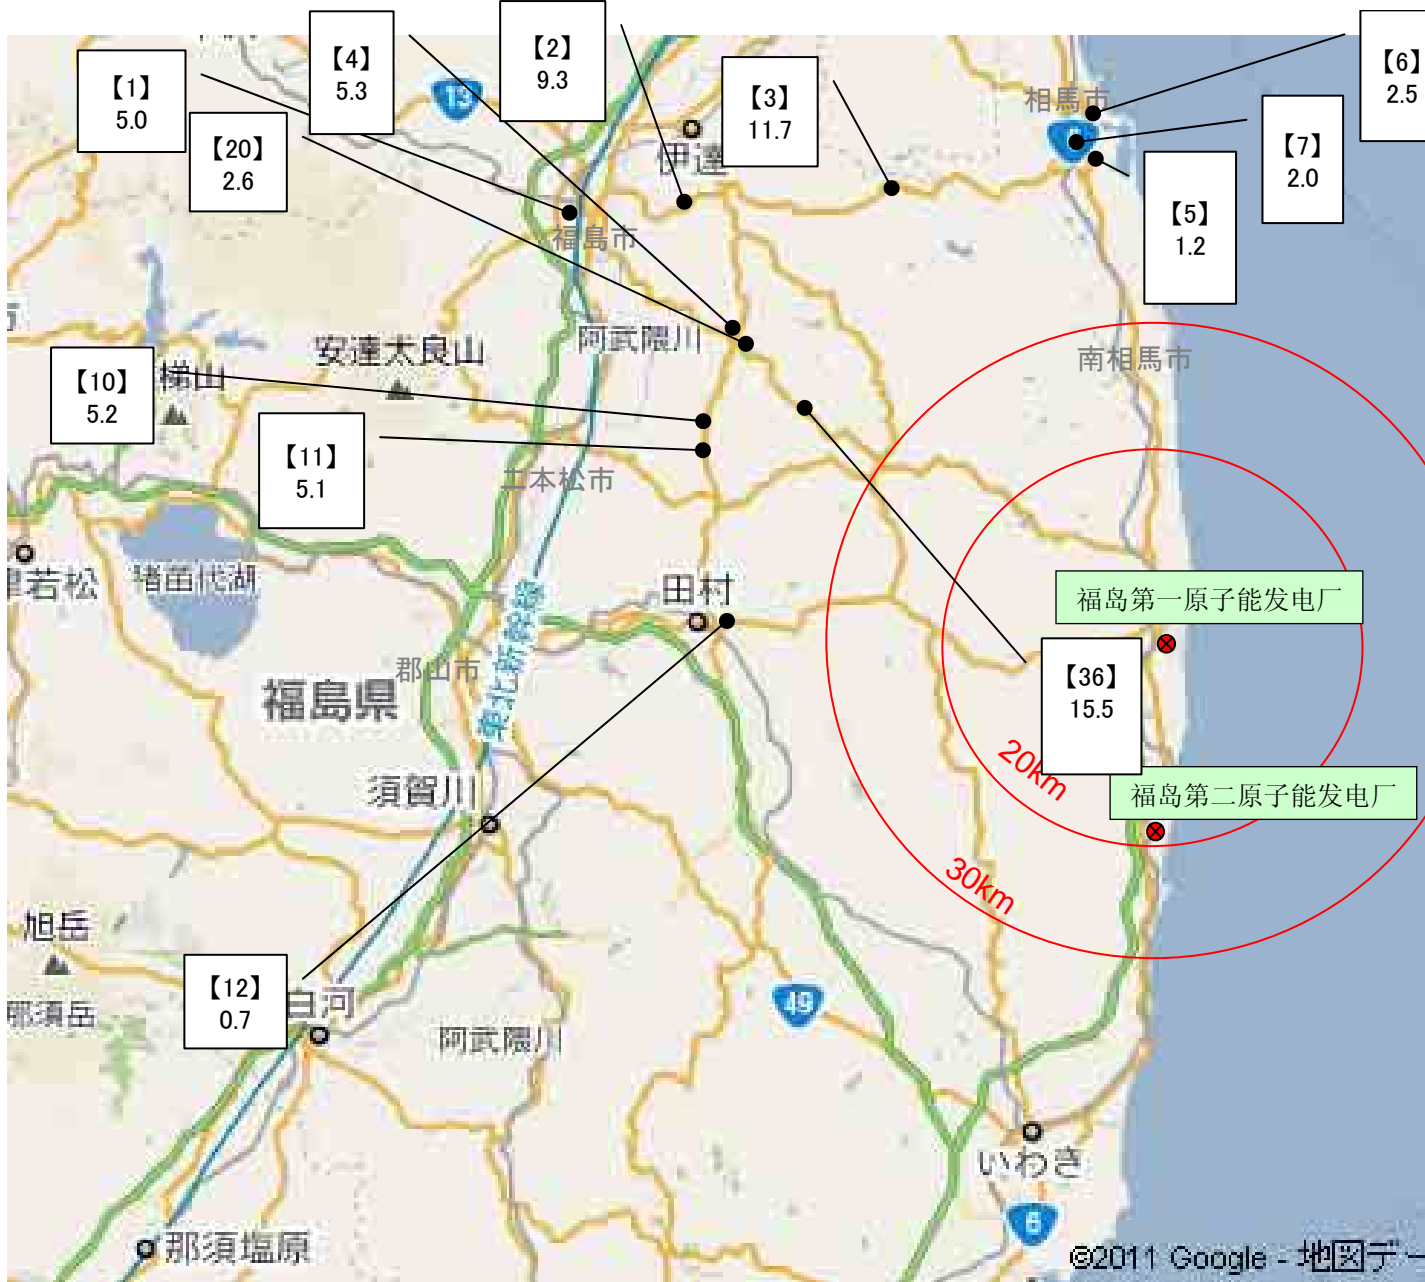 【4】
5.3
【2】
9.3
【6】
2.5
【1】
5.0
【3】
11.7
【7】
2.0
【20】
2.6
【5】
1.2
13
相馬市
伊達
福島市
阿武隈川
安達太良山
南相馬市
【10】
5.2
梯山
【11】
5.1
二本松市
若松
猪苗代湖
田村
福岛第一原子能发电厂
郡山市
福島県
東北新幹線
【36】
15.5
20km
須賀川
福岛第二原子能发电厂
30km
旭岳
那須岳
【12】
0.7
白河
49
阿武隈川
いわき
6
那須塩原
©2011 Google - 地図デー